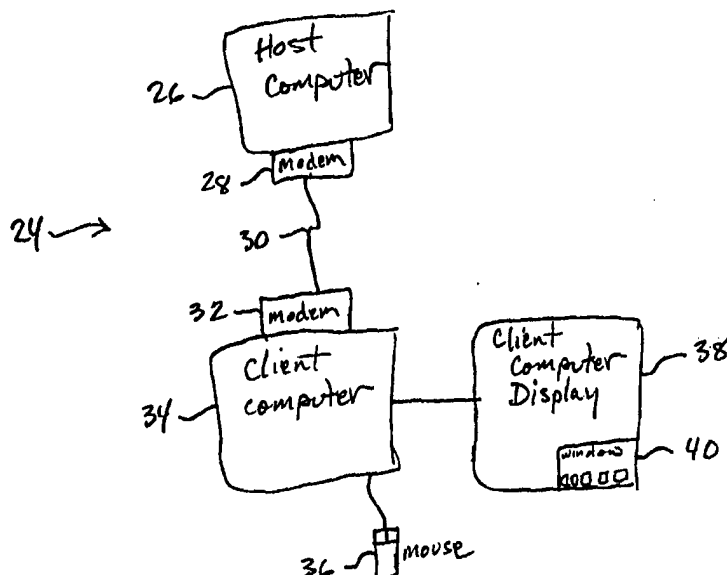 Host
Computer
26
modem
28
24
30
32
modem
Client
computer
34
Client
Computer
Display
38
window
40
36
mouse